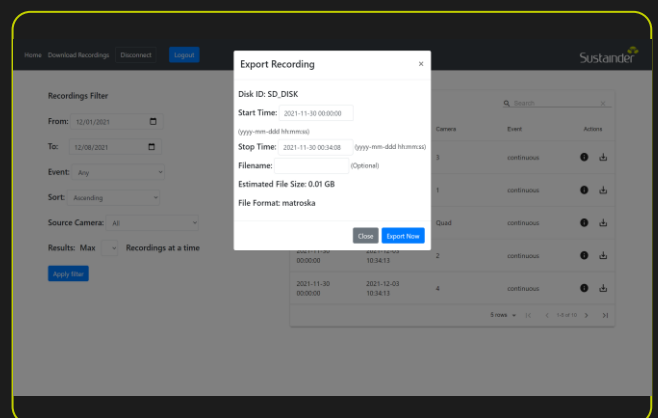 Home Download Recordings Disconnect Logout
Sustainder
Export Recording ×
Disk ID: SD_DISK
Start Time: 2021-11-30 00:00:00
(yyyy-mm-ddd hh:mm:ss)
Stop Time: 2021-11-30 00:34:08 (yyyy-mm-ddd hh:mm:ss)
Filename: (Optional)
Estimated File Size: 0.01 GB
File Format: matroska
Close Export Now
Recordings Filter
From: 12/01/2021
To: 12/08/2021
Event: Any
Sort: Ascending
Source Camera: All
Results: Max Recordings at a time
Apply filter
Search ×
Camera Event Actions
3 continuous
1 continuous
Quad continuous
2021-11-30 2021-12-03
00:00:00 10:34:13 2 continuous
2021-11-30 2021-12-03
00:00:00 10:34:13 4 continuous
5 rows 1-5 of 10